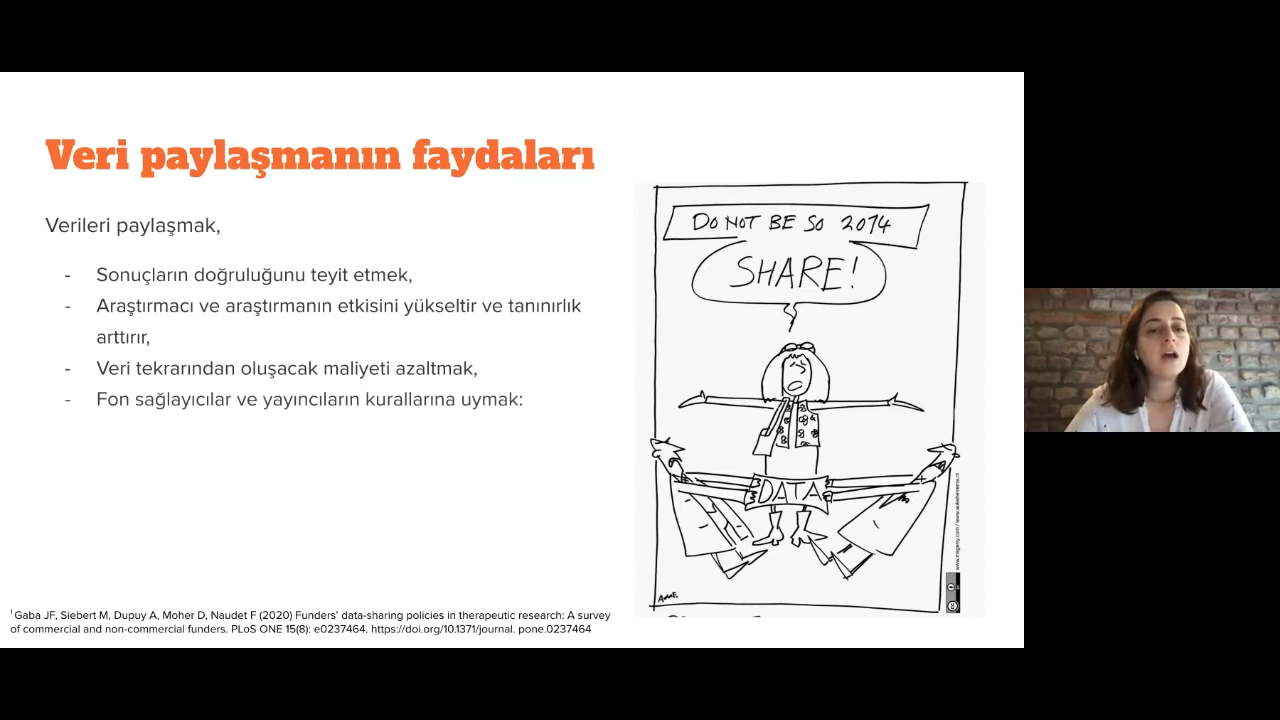 Veri paylaşmanın faydaları
Verileri paylaşmak,
- Sonuçların doğruluğunu teyit etmek,
- Araştırmacı ve araştırmanın etkisini yükseltir ve tanınırlık
arttırır,
- Veri tekrarından oluşacak maliyeti azaltmak,
- Fon sağlayıcılar ve yayıncıların kurallarına uymak:
DO NOT BE SO 2014
SHARE!
DATA
1 Gaba JF, Siebert M, Dupuy A, Moher D, Naudet F (2020) Funders' data-sharing policies in therapeutic research: A survey
of commercial and non-commercial funders. PLoS ONE 15(8): e0237464. https://doi.org/10.1371/journal. pone.0237464